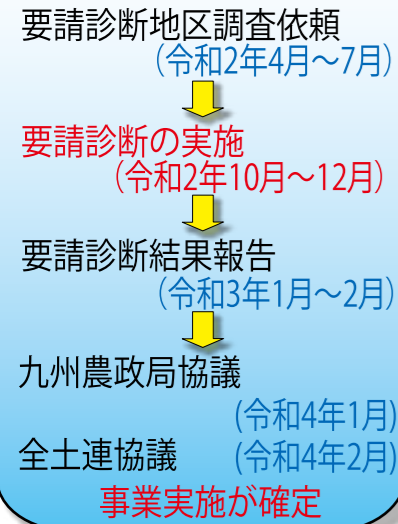 要請診断地区調査依頼
（令和2年4月～7月）
要請診断の実施
（令和2年10月～12月）
要請診断結果報告
（令和3年1月～2月）
九州農政局協議
(令和4年1月)
全土連協議 (令和4年2月)
事業実施が確定